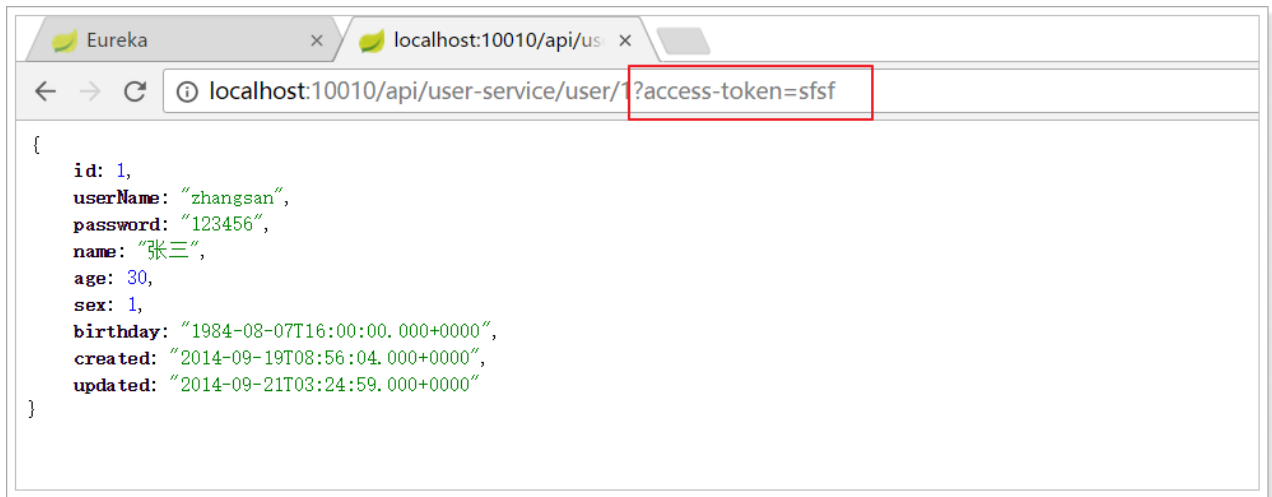 Eureka
localhost:10010/api/us
localhost:10010/api/user-service/user/1?access-token=sfsf
{
id: 1,
userName: "zhangsan",
password: "123456",
name: "张三",
age: 30,
sex: 1,
birthday: "1984-08-07T16:00:00.000+0000",
created: "2014-09-19T08:56:04.000+0000",
updated: "2014-09-21T03:24:59.000+0000"
}